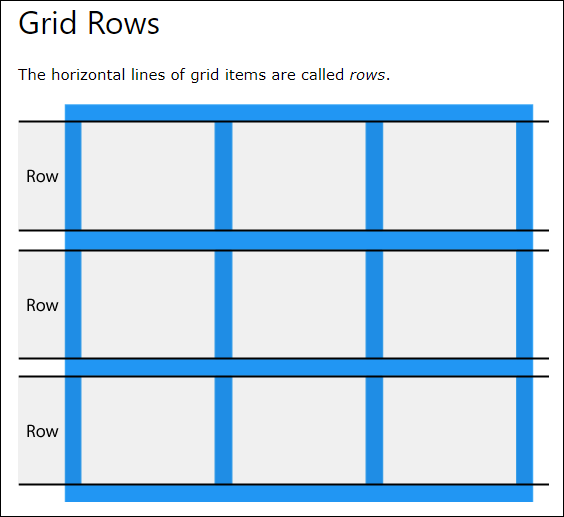 Grid Rows
The horizontal lines of grid items are called rows.
Row
Row
Row